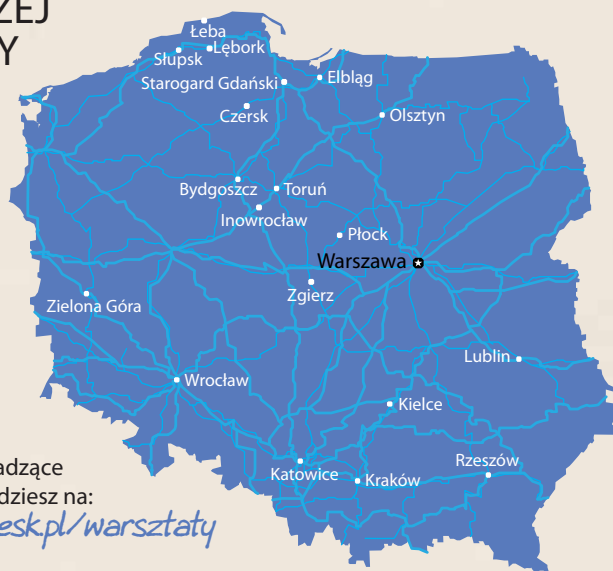 ZEJ
Y
Łeba
Lębork
Słupsk
Elbląg
Starogard Gdański
Czersk
Olsztyn
Bydgoszcz
Toruń
Inowrocław
Płock
Warszawa
Zgierz
Zielona Góra
Lublin
Wrocław
Kielce
Rzeszów
Katowice
Kraków
adzące
dziesz na:
esk.pl/warsztaty